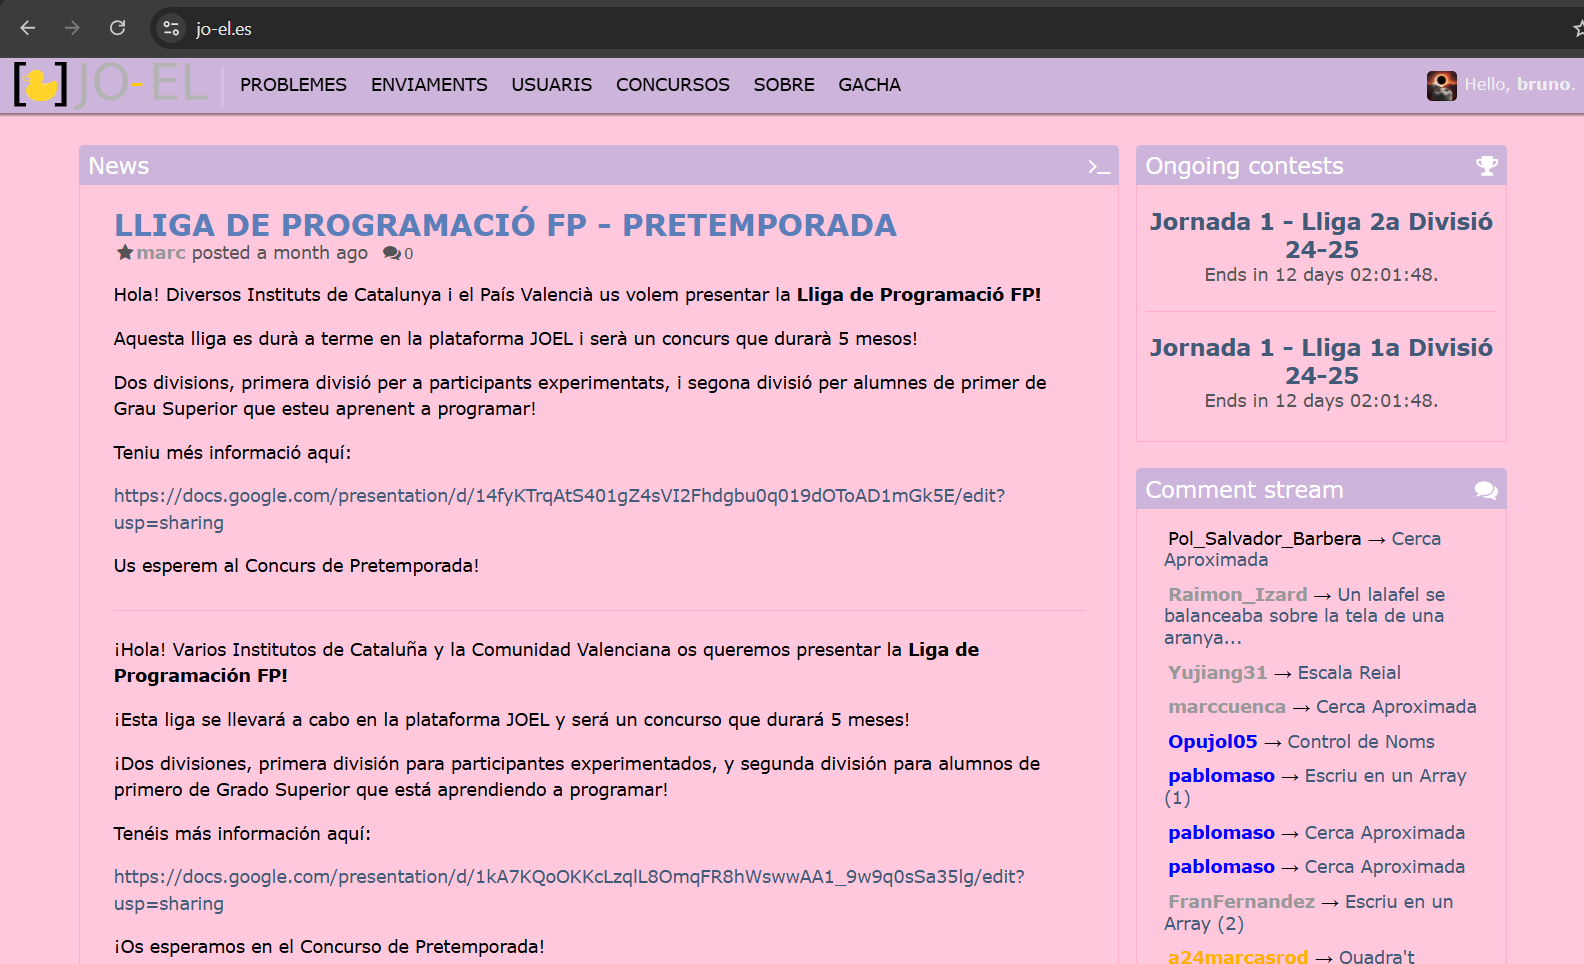 jo-el.es
[ ] JO-EL
PROBLEMES ENVIAMENTS USUARIS CONCURSOS SOBRE GACHA
Hello, bruno.
News
LLIGA DE PROGRAMACIÓ FP - PRETEMPORADA
marc posted a month ago 0
Hola! Diversos Instituts de Catalunya i el País Valencià us volem presentar la Lliga de Programació FP!
Aquesta lliga es durà a terme en la plataforma JOEL i serà un concurs que durarà 5 mesos!
Dos divisions, primera divisió per a participants experimentats, i segona divisió per alumnes de primer de
Grau Superior que esteu aprenent a programar!
Teniu més informació aquí:
https://docs.google.com/presentation/d/14fyKTrqAtS401gZ4sVI2Fhdgbu0q019dOToAD1mGk5E/edit?
usp=sharing
Us esperem al Concurs de Pretemporada!
¡Hola! Varios Institutos de Cataluña y la Comunidad Valenciana os queremos presentar la Liga de
Programación FP!
¡Esta liga se llevará a cabo en la plataforma JOEL y será un concurso que durará 5 meses!
¡Dos divisiones, primera división para participantes experimentados, y segunda división para alumnos de
primero de Grado Superior que está aprendiendo a programar!
Tenéis más información aquí:
https://docs.google.com/presentation/d/1kA7KQoOKKcLzqlL8OmqFR8hWswwAA1_9w9q0sSa35lg/edit?
usp=sharing
¡Os esperamos en el Concurso de Pretemporada!
Ongoing contests
Jornada 1 - Lliga 2a Divisió
24-25
Ends in 12 days 02:01:48.
Jornada 1 - Lliga 1a Divisió
24-25
Ends in 12 days 02:01:48.
Comment stream
Pol_Salvador_Barbera → Cerca
Aproximada
Raimon_Izard → Un lalafel se
balanceaba sobre la tela de una
aranya...
Yujiang31 → Escala Reial
marccuenca → Cerca Aproximada
Opujol05 → Control de Noms
pablomaso → Escriu en un Array
(1)
pablomaso → Cerca Aproximada
pablomaso → Cerca Aproximada
FranFernandez → Escriu en un
Array (2)
a24marcasrod → Quadra't